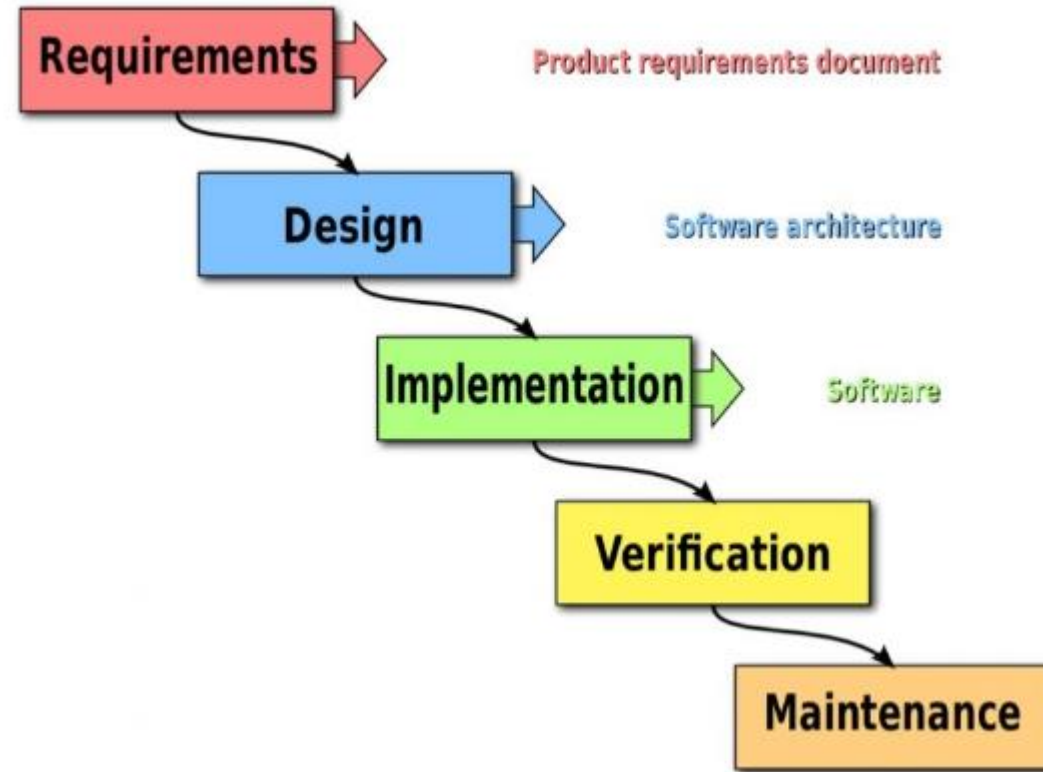 Requirements
Product requirements document
Design
Software architecture
Implementation
Software
Verification
Maintenance